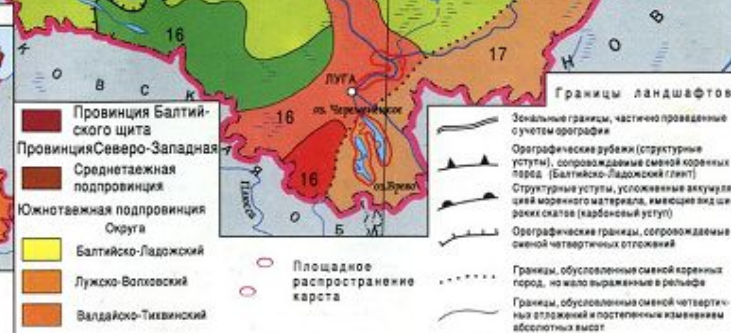 16
17
Н О В
О В С К
ЛУГА
оз. Череменецкое
16
16
А Я
О Б Л
Плюсса
оз.Врево
Провинция Балтий-
ского щита
ПровинцияСеверо-Западная
Среднетаежная
подпровинция
Южнотаежная подпровинция
Округа
Балтийско-Ладожский
Лужско-Волховский
Валдайско-Тихвинский
Площадное
распространение
карста
Границы ландшафтов
Зональные границы, частично проведенные
с учетом орографии
Орографические рубежи (структурные
уступы), сопровождаемые сменой коренных
пород (Балтийско-Ладожский глинт)
Структурные уступы, усложненные аккумуля
цией моренного материала, имеющие вид ши
роких скатов (карбоновый уступ)
Орографические границы, сопровождаемые
сменой четвертичных отложений
Границы, обусловленные сменой коренных
пород, но мало выраженные в рельефе
Границы, обусловленные сменой четвертич-
ных отложений и постепенным изменением
абсолютных высот